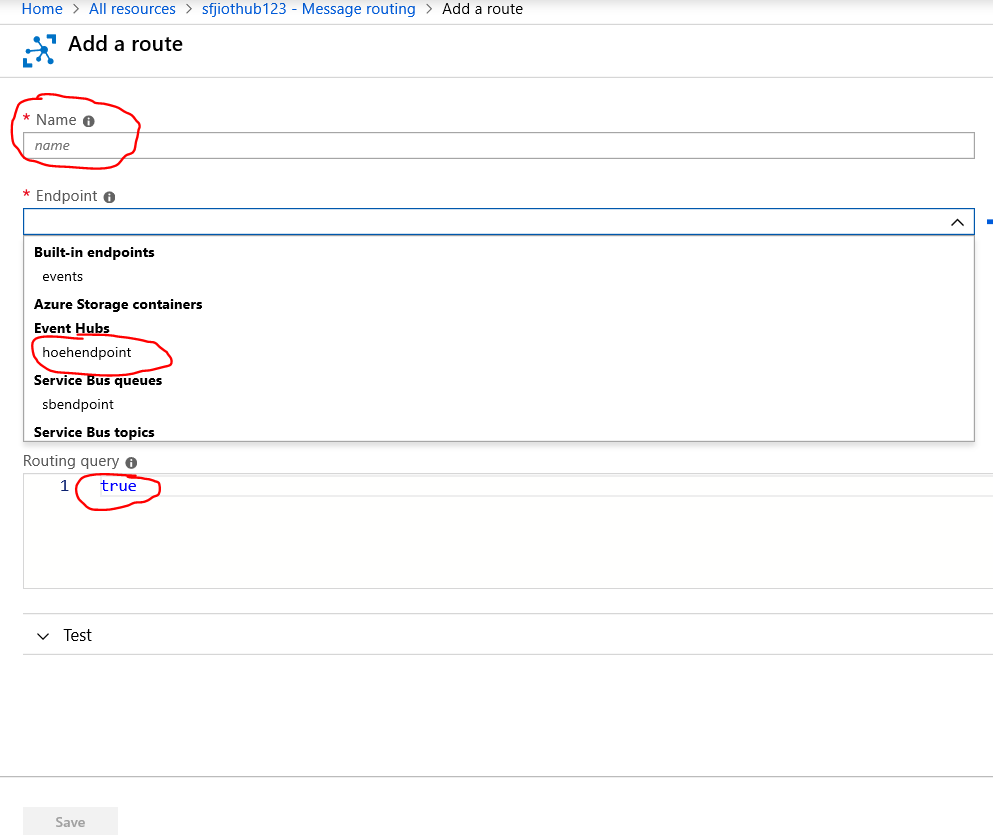 Home > All resources > sfjiothub123 - Message routing > Add a route
Add a route
* Name
name
* Endpoint
Built-in endpoints
events
Azure Storage containers
Event Hubs
hoehendpoint
Service Bus queues
sbendpoint
Service Bus topics
Routing query
1 true
Test
Save